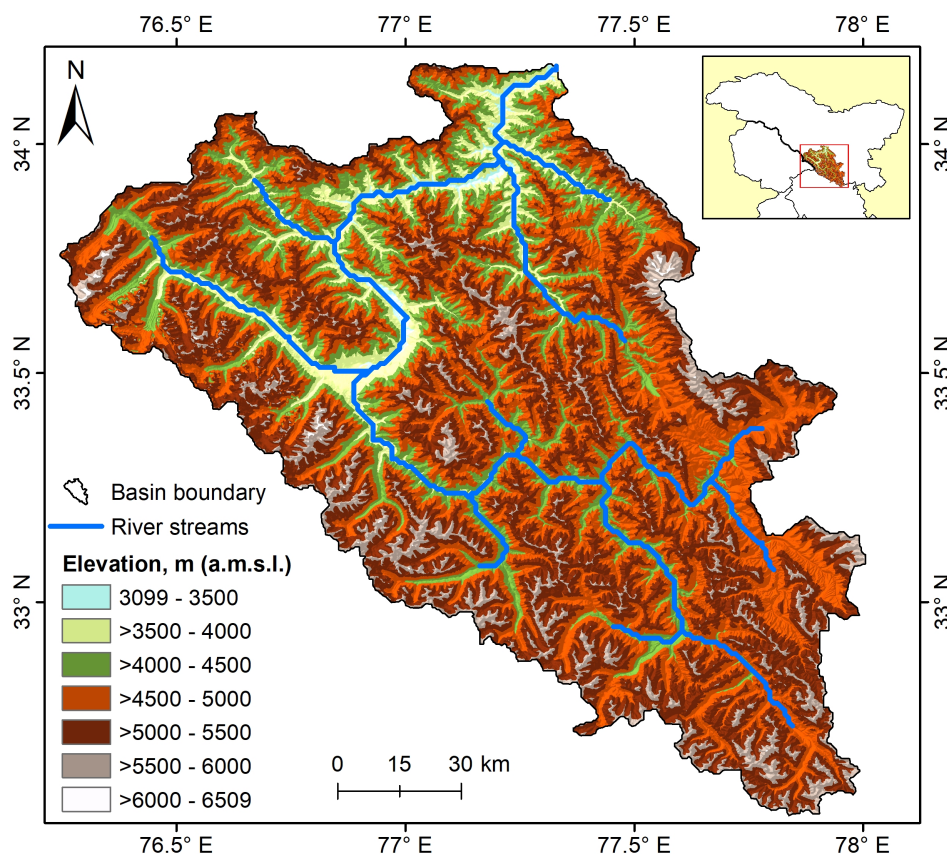 76.5° E 77° E 77.5° E 78° E
N
34° N
34° N
33.5° N
33.5° N
33° N
33° N
Basin boundary
River streams
Elevation, m (a.m.s.l.)
3099 - 3500
>3500 - 4000
>4000 - 4500
>4500 - 5000
>5000 - 5500
>5500 - 6000
>6000 - 6509
0 15 30 km
76.5° E 77° E 77.5° E 78° E